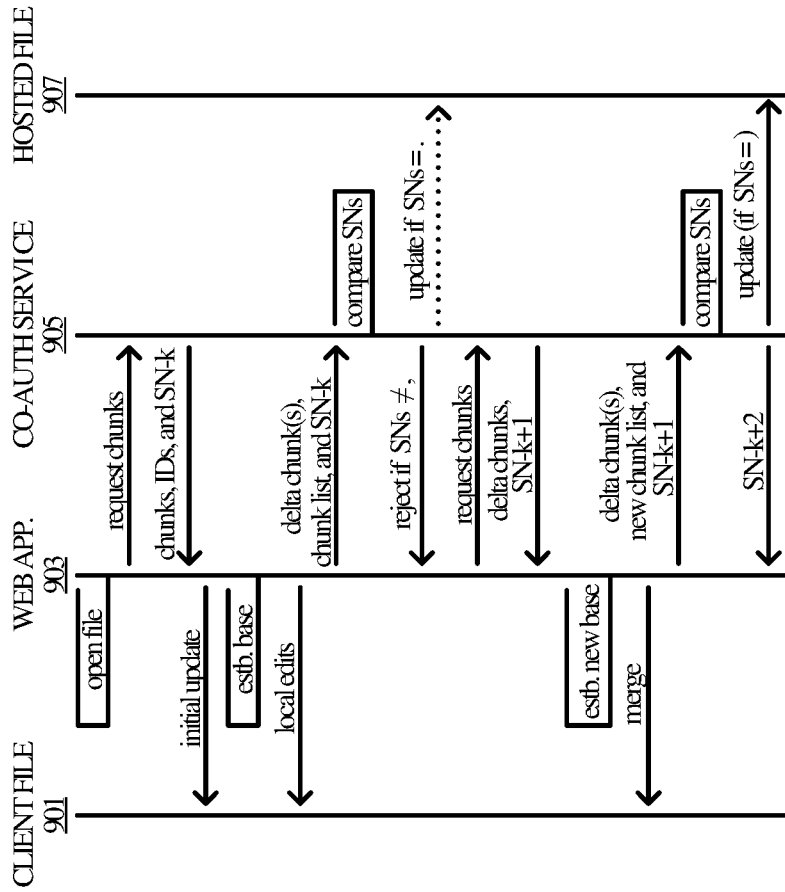 CLIENT FILE
901
WEB APP.
903
CO-AUTH SERVICE
905
HOSTED FILE
907
open file
request chunks
chunks, IDs, and SN-k
initial update
estb. base
local edits
delta chunk(s),
chunk list, and SN-k
compare SNs
reject if SNs ≠,
update if SNs =.
request chunks
delta chunks,
SN-k+1
estb. new base
merge
delta chunk(s),
new chunk list, and
SN-k+1
compare SNs
update (if SNs =)
SN-k+2